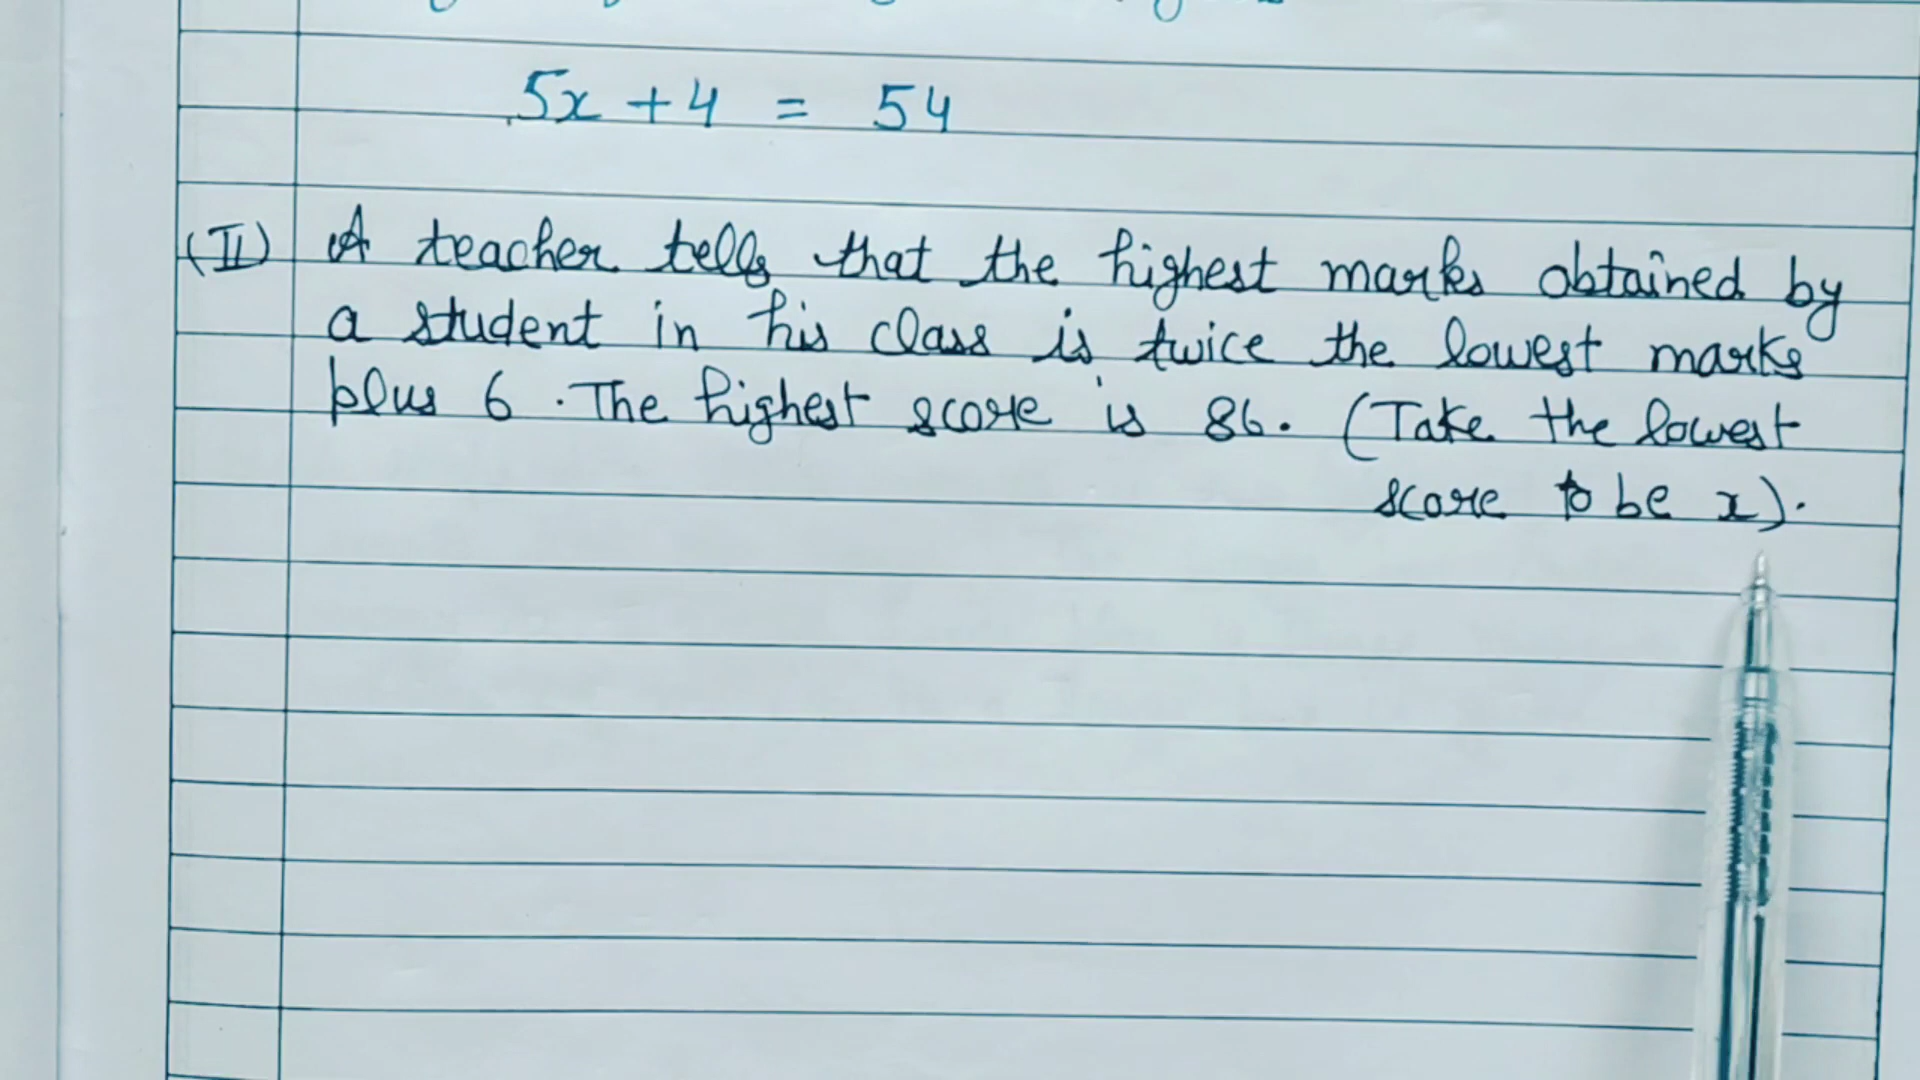 5x + 4 = 54
(II) A teacher tells that the highest marks obtained by
a student in his class is twice the lowest marks
plus 6. The highest score is 86. (Take the lowest
score to be x).